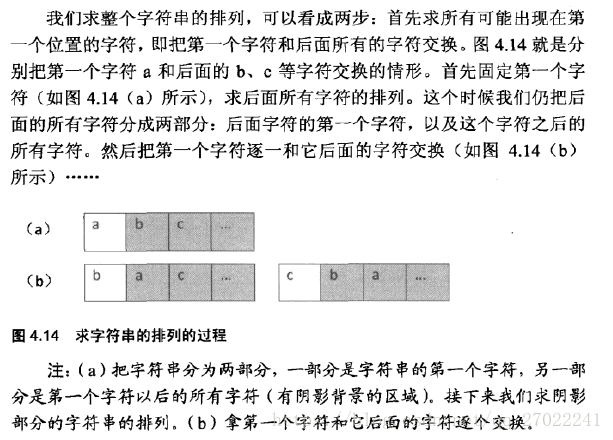 我们求整个字符串的排列，可以看成两步：首先求所有可能出现在第
一个位置的字符，即把第一个字符和后面所有的字符交换。图 4.14 就是分
别把第一个字符 a 和后面的 b、c 等字符交换的情形。首先固定第一个字
符（如图 4.14（a）所示），求后面所有字符的排列。这个时候我们仍把后
面的所有字符分成两部分：后面字符的第一个字符，以及这个字符之后的
所有字符。然后把第一个字符逐一和它后面的字符交换（如图 4.14（b）
所示）……
（a） a b c ...
（b） b a c ... c b a ...
图 4.14 求字符串的排列的过程
注：（a）把字符串分为两部分，一部分是字符串的第一个字符，另一部
分是第一个字符以后的所有字符（有阴影背景的区域）。接下来我们求阴影
部分的字符串的排列。（b）拿第一个字符和它后面的字符逐个交换。
27022241